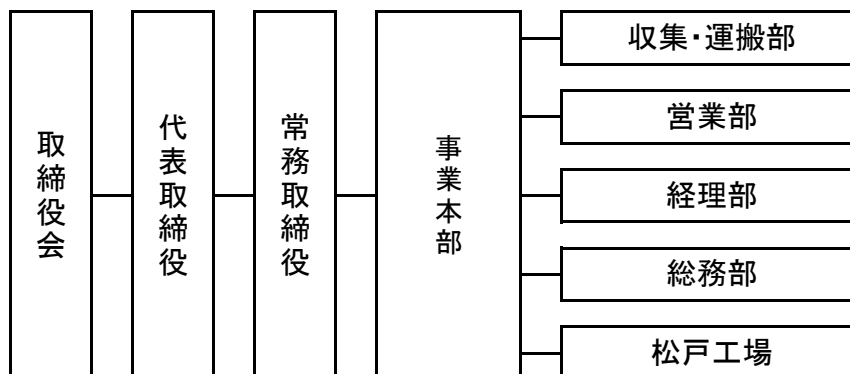 取締役会
代表取締役
常務取締役
事業本部
収集・運搬部
営業部
経理部
総務部
松戸工場